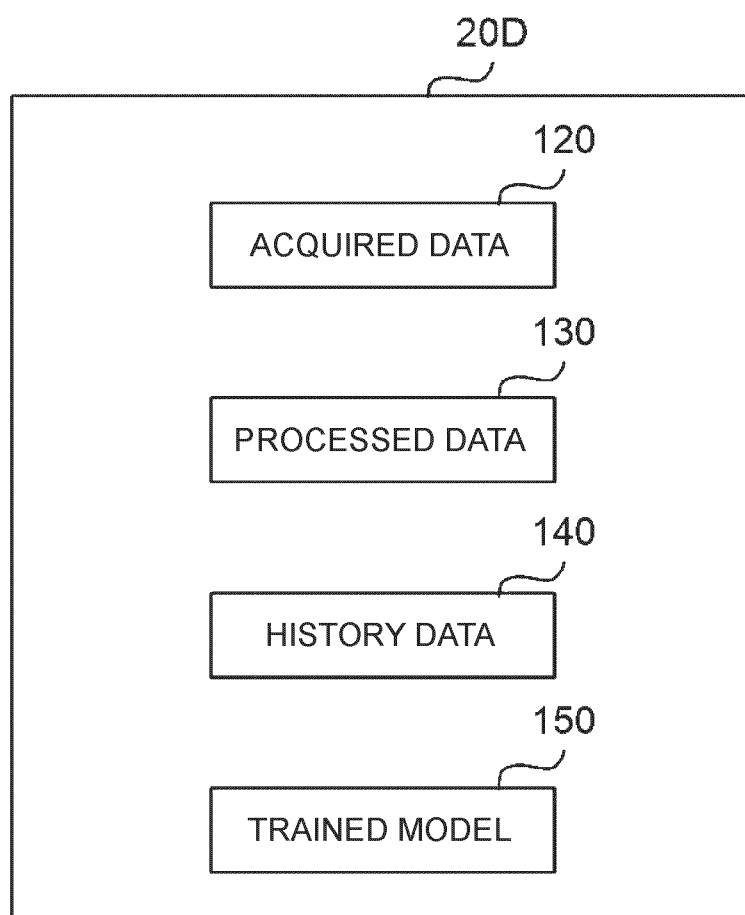 20D
120
ACQUIRED DATA
130
PROCESSED DATA
140
HISTORY DATA
150
TRAINED MODEL